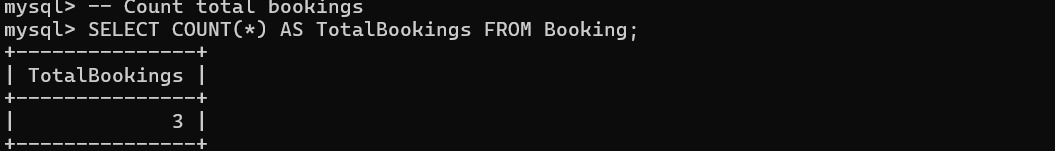 mysql> -- Count total bookings
mysql> SELECT COUNT(*) AS TotalBookings FROM Booking;
+---------------+
| TotalBookings |
+---------------+
|             3 |
+---------------+